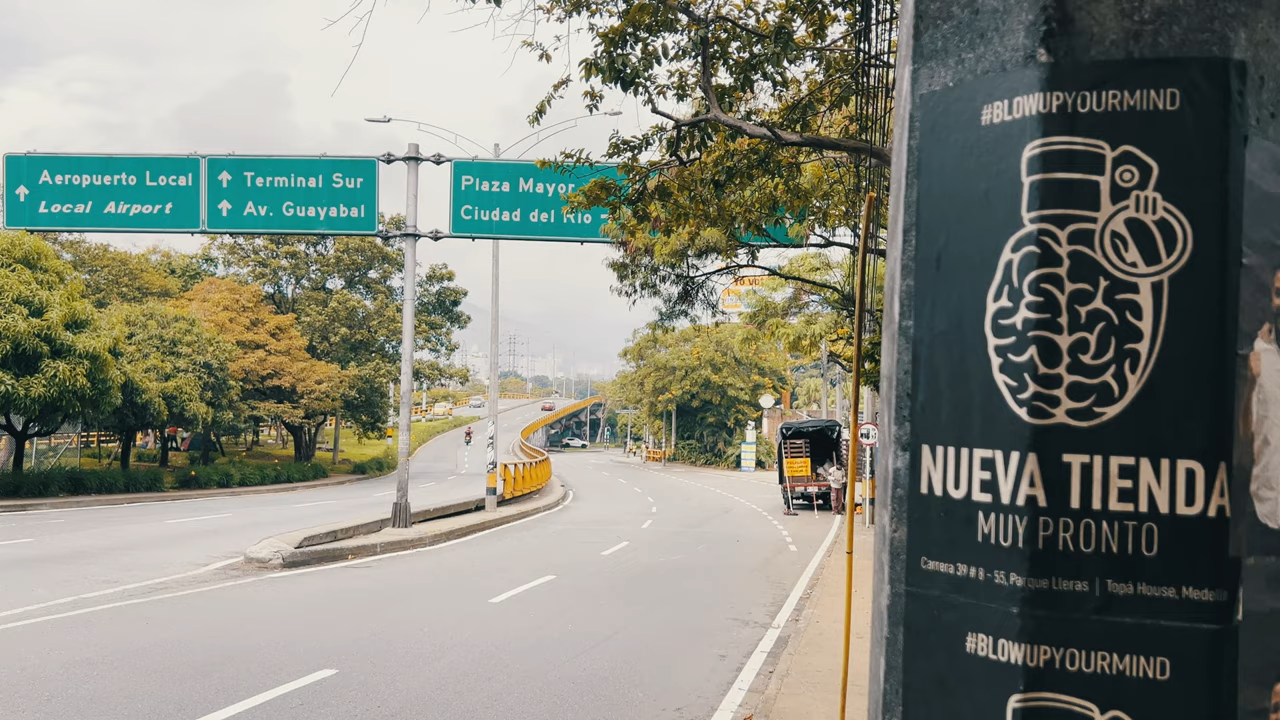 Aeropuerto Local
Local Airport
Terminal Sur
Av. Guayabal
Plaza Mayor
Ciudad del Río
#BLOWUPYOURMIND
NUEVA TIENDA
MUY PRONTO
Carrera 39 # 8 - 55, Parque Lleras | Topá House, Medellín
#BLOWUPYOURMIND